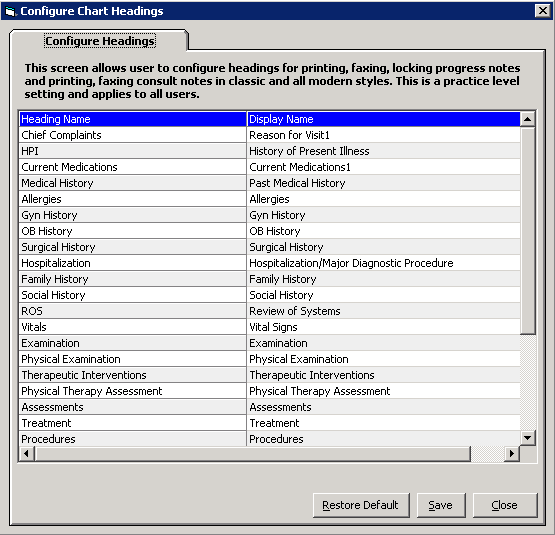 Configure Chart Headings
Configure Headings
This screen allows user to configure headings for printing, faxing, locking progress notes
and printing, faxing consult notes in classic and all modern styles. This is a practice level
setting and applies to all users.
Heading Name Display Name
Chief Complaints Reason for Visit1
HPI History of Present Illness
Current Medications Current Medications1
Medical History Past Medical History
Allergies Allergies
Gyn History Gyn History
OB History OB History
Surgical History Surgical History
Hospitalization Hospitalization/Major Diagnostic Procedure
Family History Family History
Social History Social History
ROS Review of Systems
Vitals Vital Signs
Examination Examination
Physical Examination Physical Examination
Therapeutic Interventions Therapeutic Interventions
Physical Therapy Assessment Physical Therapy Assessment
Assessments Assessments
Treatment Treatment
Procedures Procedures
Restore Default Save Close